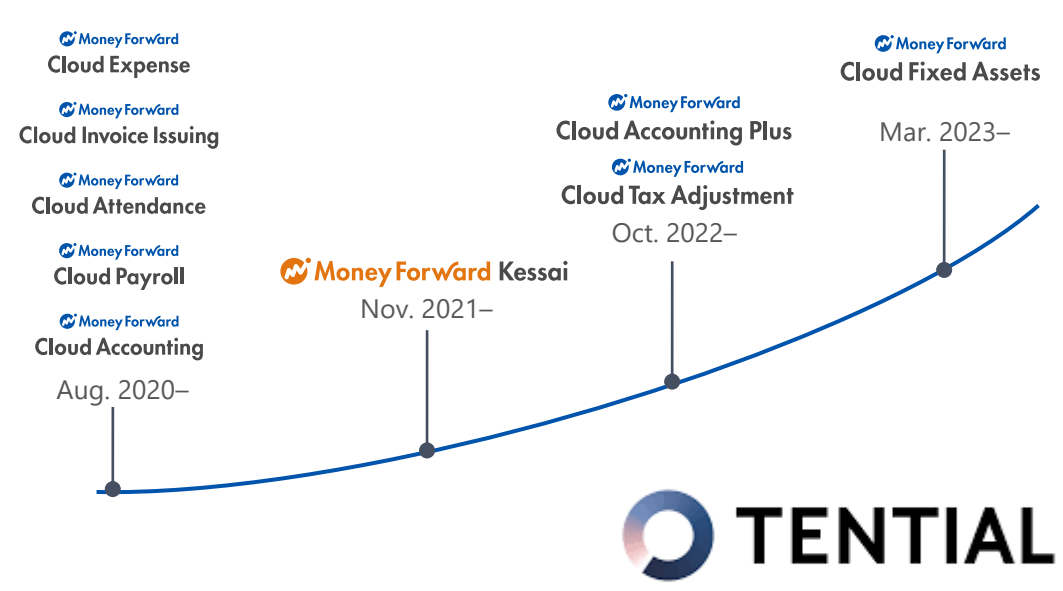 Money Forward
Cloud Expense
Money Forward
Cloud Invoice Issuing
Money Forward
Cloud Attendance
Money Forward
Cloud Payroll
Money Forward
Cloud Accounting
Aug. 2020–
Money Forward Kessai
Nov. 2021–
Money Forward
Cloud Accounting Plus
Money Forward
Cloud Tax Adjustment
Oct. 2022–
Money Forward
Cloud Fixed Assets
Mar. 2023–
TENTIAL